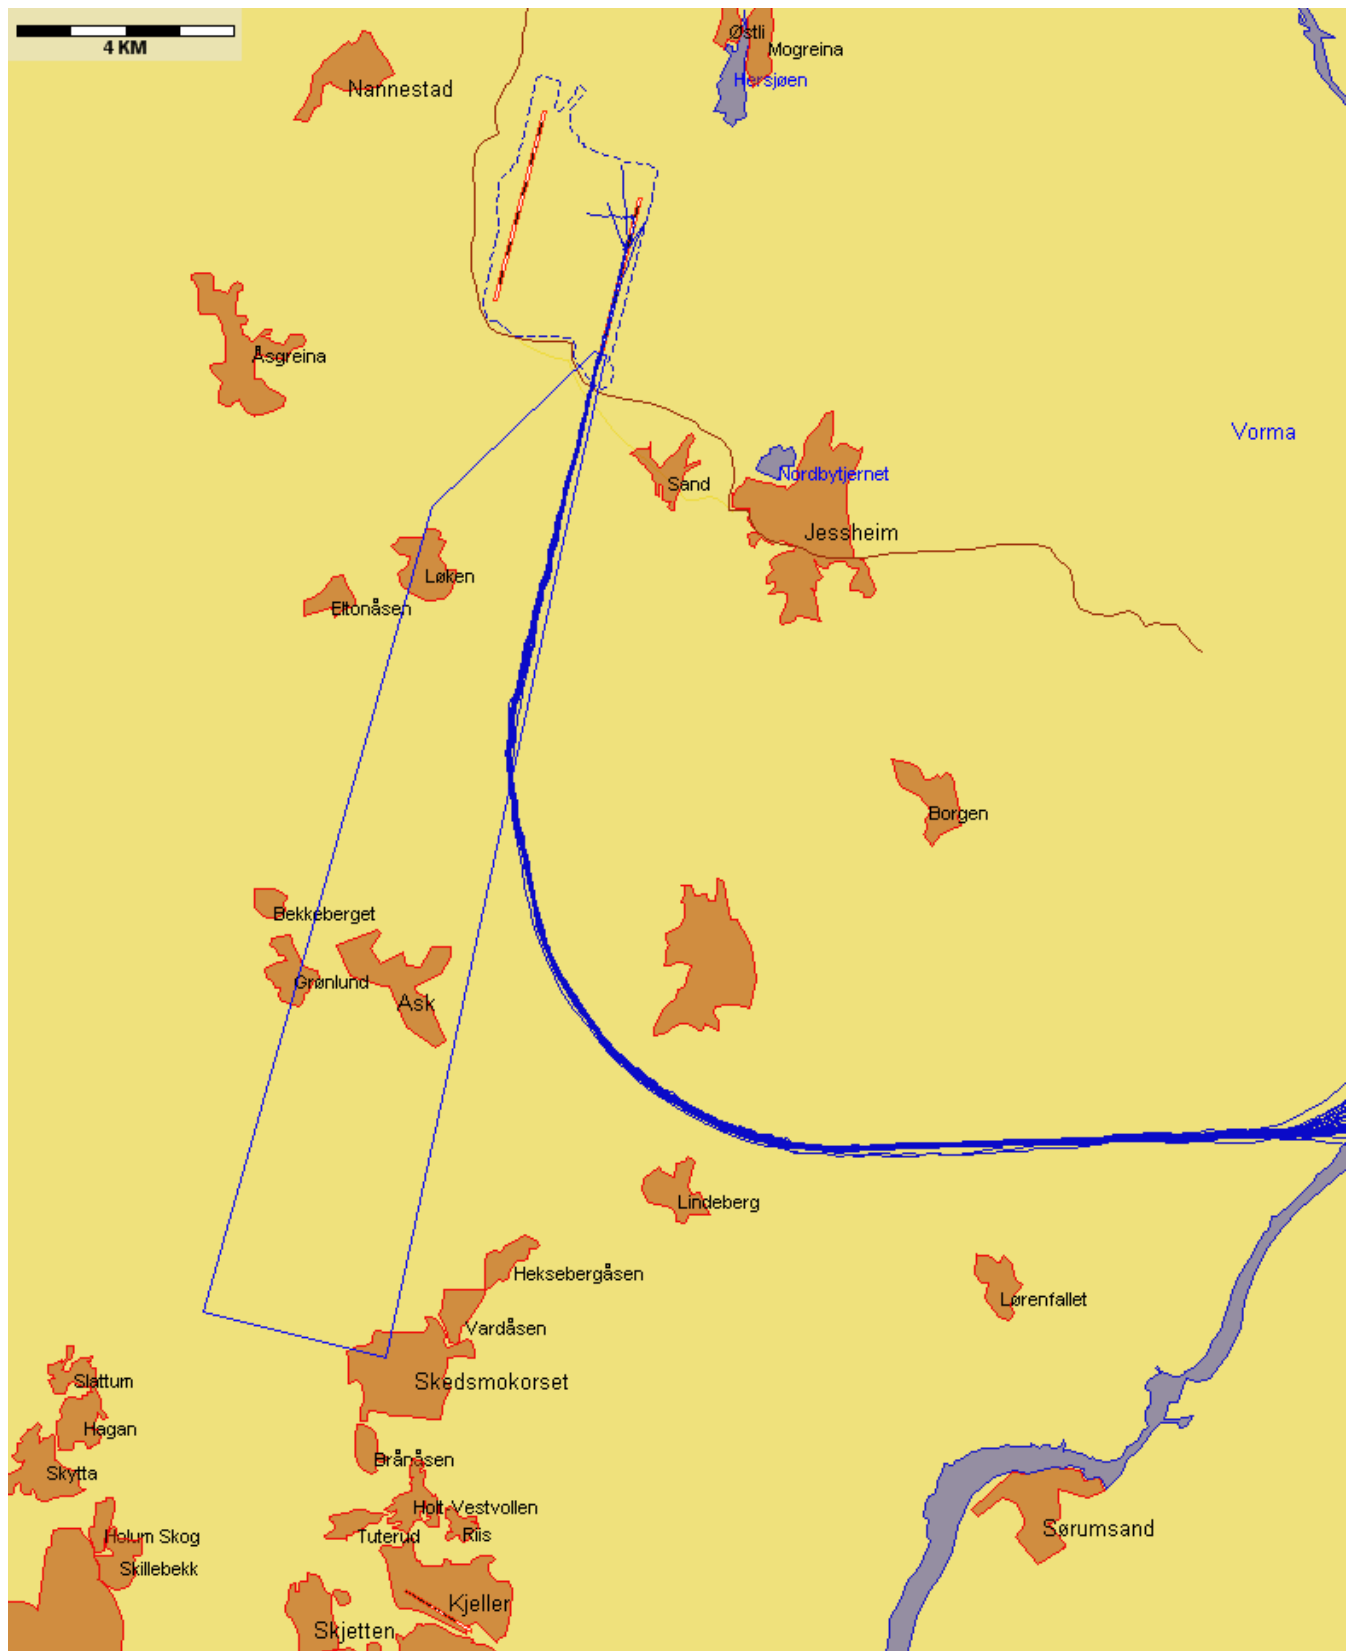 4 KM
Østli
Mogreina
Hersjøen
Nannestad
Åsgreina
Vorma
Nordbytjernet
Sand
Jessheim
Løken
Eltonåsen
Borgen
Bekkeberget
Grønlund
Ask
Lindeberg
Heksebergåsen
Lørenfallet
Vardåsen
Slattum
Skedsmokorset
Hagan
Brånåsen
Skytta
Holt-Vestvollen
Sørumsand
Holum Skog
Tuterud
Riis
Skillebekk
Kjeller
Skjetten